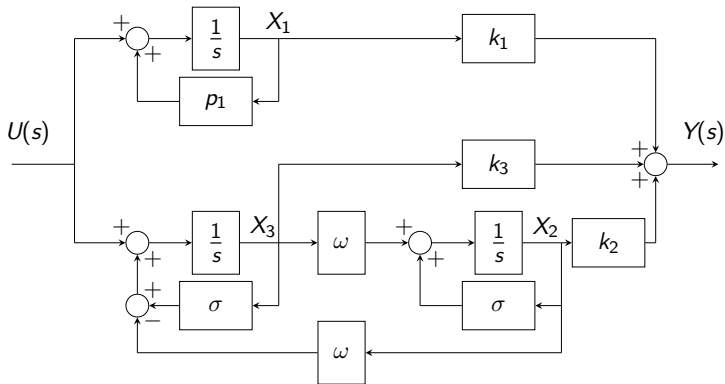 + 1/s X₁ k₁
+
p₁ +
U(s) Y(s)
k₃ + +
+ 1/s X₃ ω + 1/s X₂ k₂
+ +
+ + σ σ
−
ω